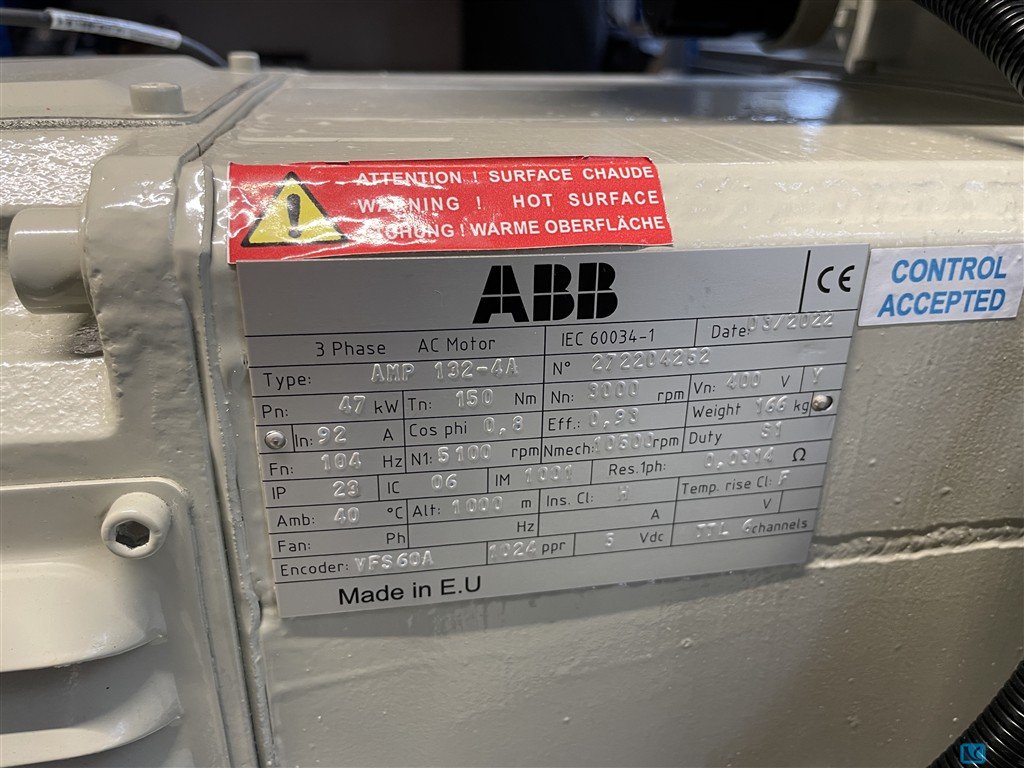 ATTENTION ! SURFACE CHAUDE
WARNING ! HOT SURFACE
ACHUNG ! WARME OBERFLÄCHE
ABB
CE
CONTROL
ACCEPTED
3 Phase AC Motor IEC 60034-1 Date: 03/2022
Type: AMP 132-4A N° 272204252
Pn: 47 kW Tn: 150 Nm Nn: 3000 rpm Vn: 400 V Y
In: 92 A Cos phi 0,8 Eff.: 0,93 Weight 166 kg
Fn: 104 Hz N1: 5100 rpm Nmech: 10500 rpm Duty S1
IP 23 IC 06 IM 1001 Res.1ph: 0,0314 Ω
Amb: 40 °C Alt: 1000 m Ins. Cl: H Temp. rise Cl: F
Fan: Ph Hz A V
Encoder: VFS60A 1024 ppr 5 Vdc TTL 6channels
Made in E.U